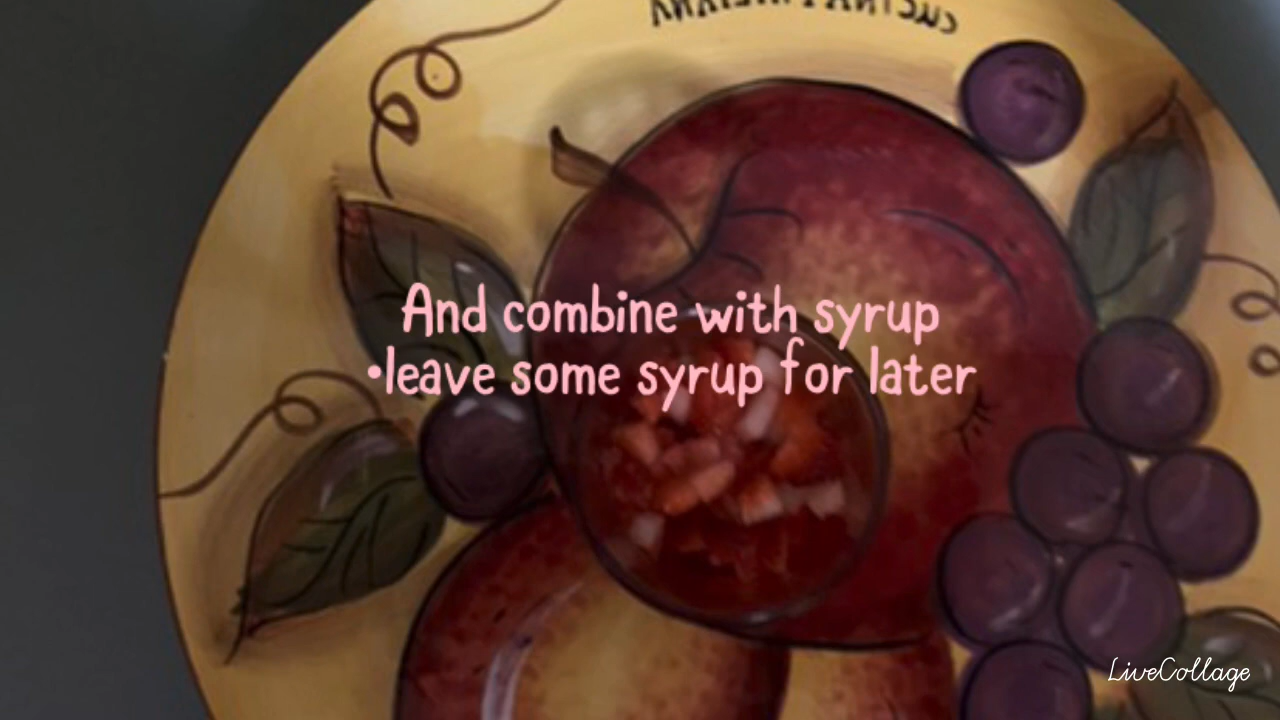 And combine with syrup
•leave some syrup for later
LiveCollage